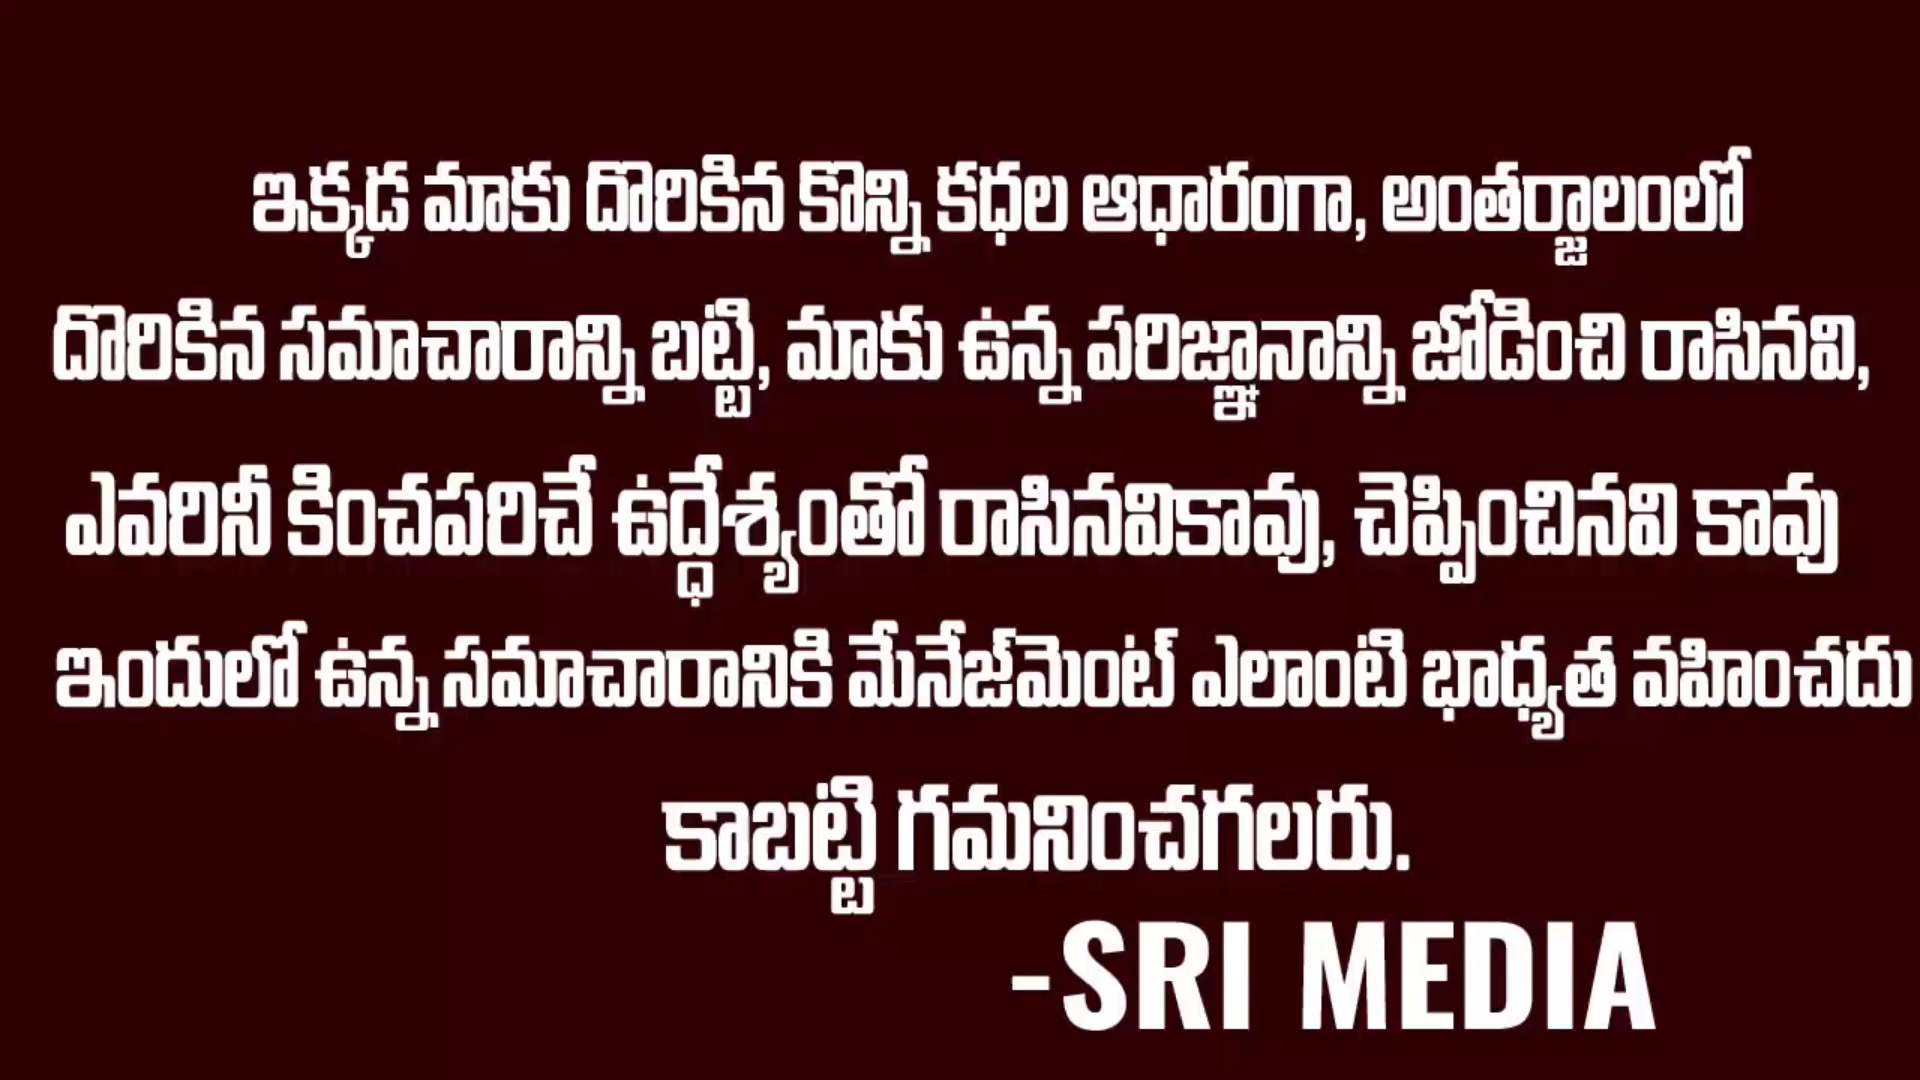 ఇక్కడ మాకు దొరికిన కొన్ని కధల ఆధారంగా, అంతర్జాలంలో
దొరికిన సమాచారాన్ని బట్టి, మాకు ఉన్న పరిజ్ఞానాన్ని జోడించి రాసినవి,
ఎవరినీ కించపరిచే ఉద్ధేశ్యంతో రాసినవికావు, చెప్పించినవి కావు
ఇందులో ఉన్న సమాచారానికి మేనేజ్‌మెంట్ ఎలాంటి భాధ్యత వహించదు
కాబట్టి గమనించగలరు.
-SRI MEDIA